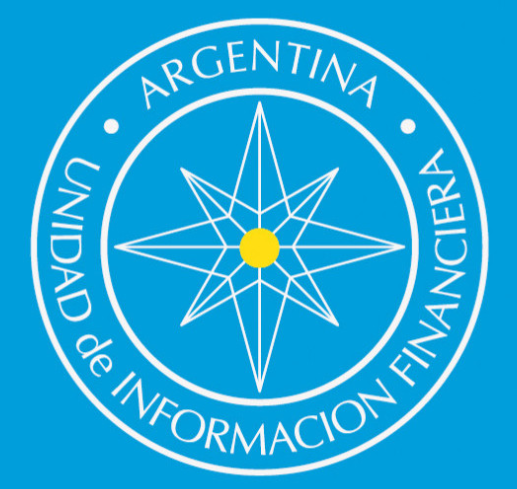 ARGENTINA
UNIDAD de INFORMACION FINANCIERA